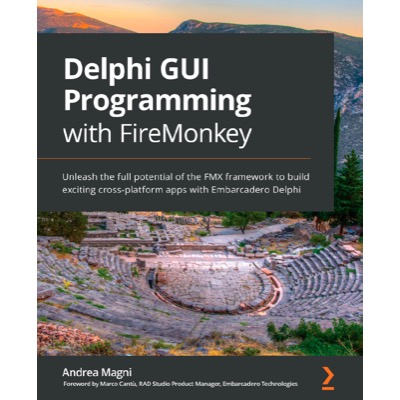 Delphi GUI
Programming
with FireMonkey
Unleash the full potential of the FMX framework to build
exciting cross-platform apps with Embarcadero Delphi
Andrea Magni
Foreword by Marco Cantù, RAD Studio Product Manager, Embarcadero Technologies